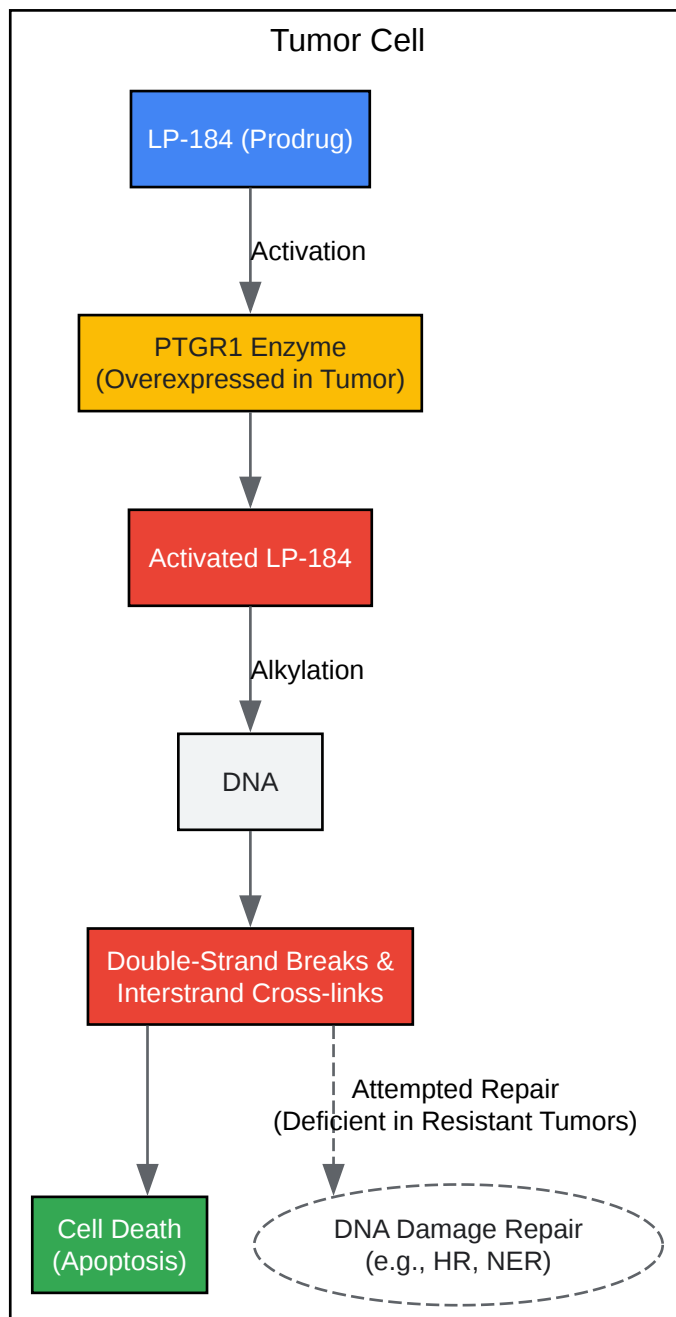 Tumor Cell
LP-184 (Prodrug)
Activation
PTGR1 Enzyme
(Overexpressed in Tumor)
Activated LP-184
Alkylation
DNA
Double-Strand Breaks &
Interstrand Cross-links
Attempted Repair
(Deficient in Resistant Tumors)
Cell Death
(Apoptosis)
DNA Damage Repair
(e.g., HR, NER)